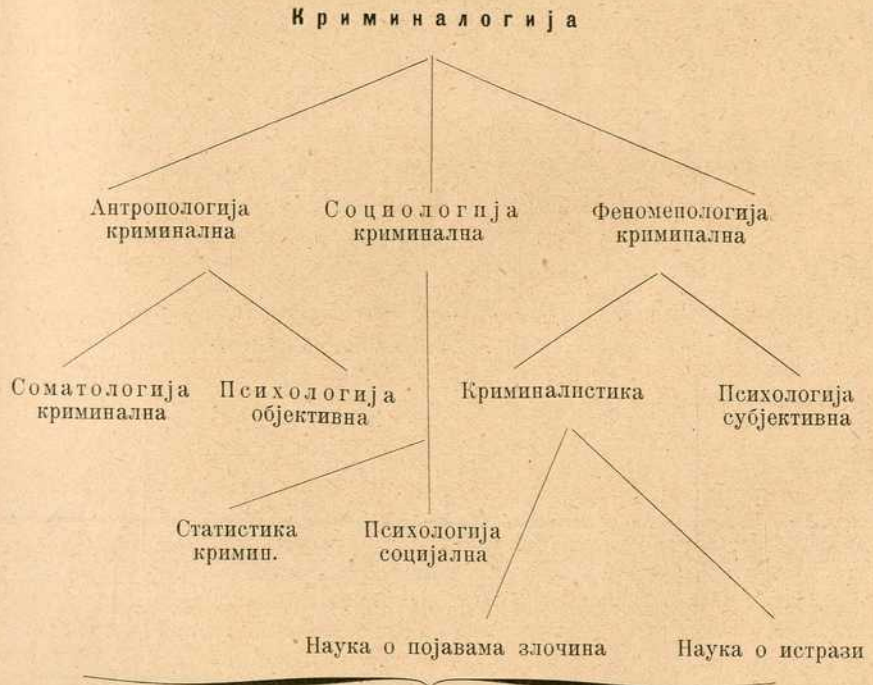 Криминалогија
Антропологија
криминална
Социологија
криминална
Феноменологија
криминална
Соматологија
криминална
Психологија
објективна
Криминалистика
Психологија
субјективна
Статистика
кримин.
Психологија
социјална
Наука о појавама злочина
Наука о истрази